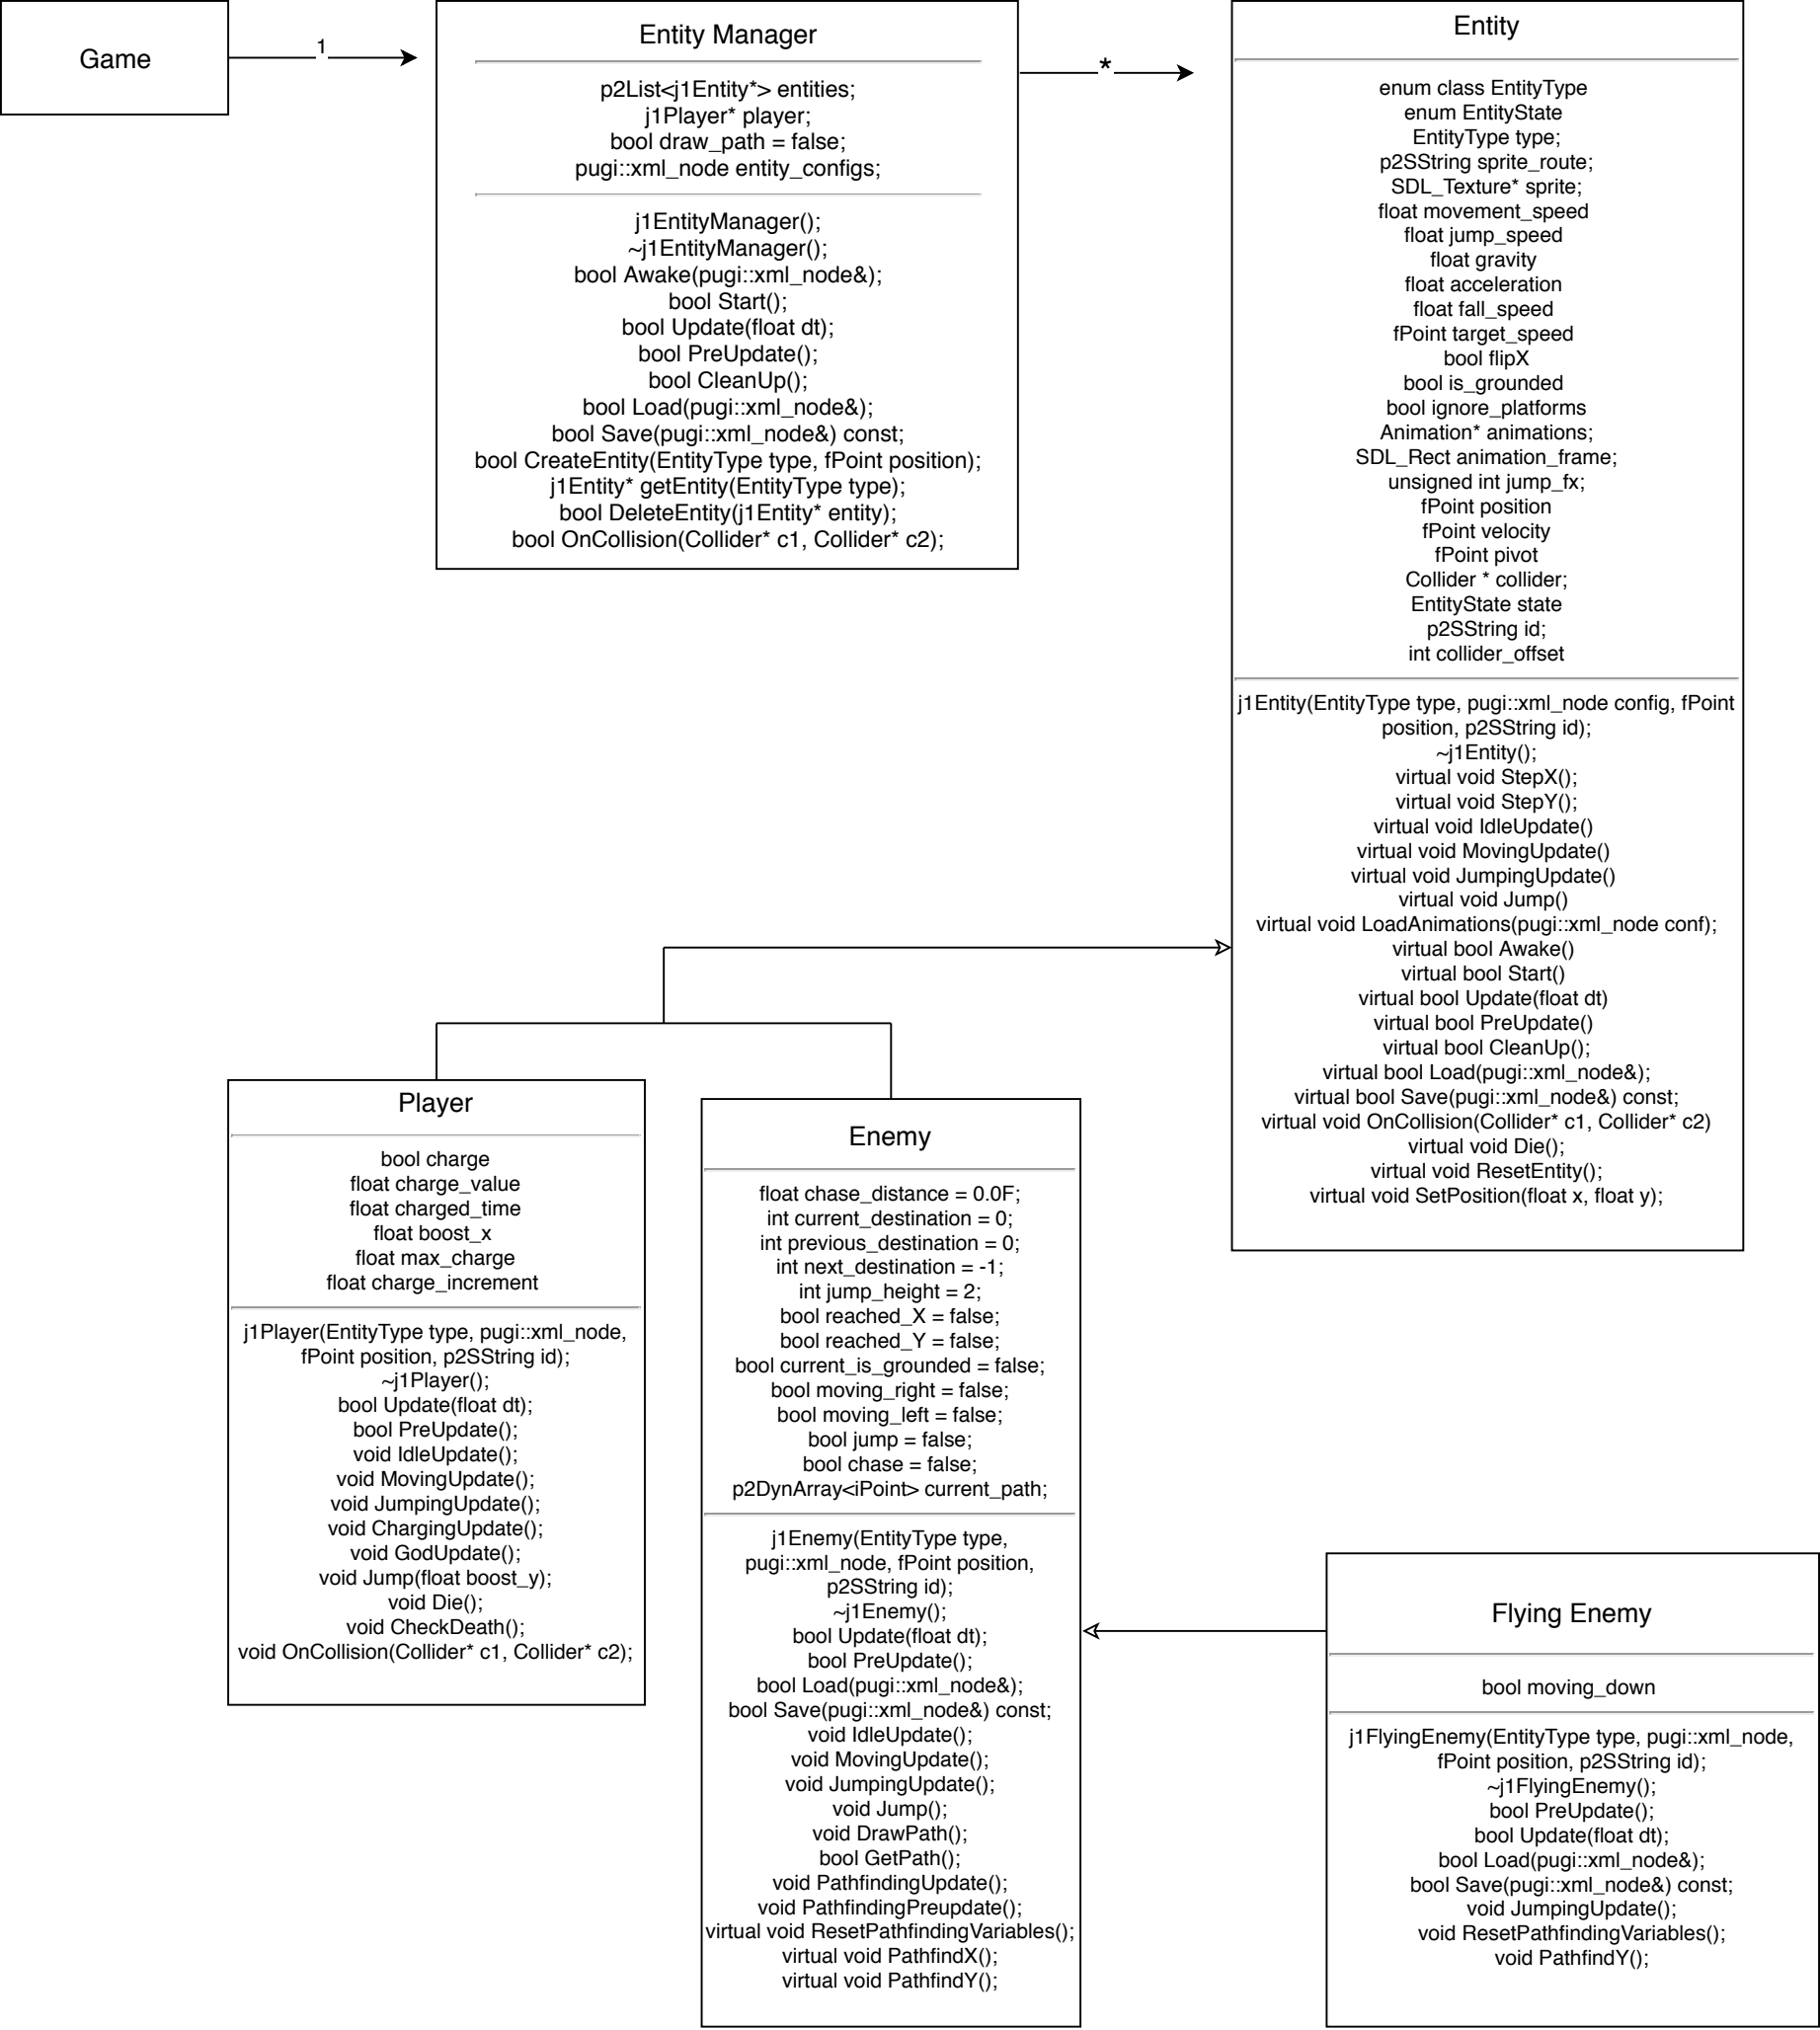 Game
1
Entity Manager
p2List<j1Entity*> entities;
j1Player* player;
bool draw_path = false;
pugi::xml_node entity_configs;
j1EntityManager();
~j1EntityManager();
bool Awake(pugi::xml_node&);
bool Start();
bool Update(float dt);
bool PreUpdate();
bool CleanUp();
bool Load(pugi::xml_node&);
bool Save(pugi::xml_node&) const;
bool CreateEntity(EntityType type, fPoint position);
j1Entity* getEntity(EntityType type);
bool DeleteEntity(j1Entity* entity);
bool OnCollision(Collider* c1, Collider* c2);
*
Entity
enum class EntityType
enum EntityState
EntityType type;
p2SString sprite_route;
SDL_Texture* sprite;
float movement_speed
float jump_speed
float gravity
float acceleration
float fall_speed
fPoint target_speed
bool flipX
bool is_grounded
bool ignore_platforms
Animation* animations;
SDL_Rect animation_frame;
unsigned int jump_fx;
fPoint position
fPoint velocity
fPoint pivot
Collider * collider;
EntityState state
p2SString id;
int collider_offset
j1Entity(EntityType type, pugi::xml_node config, fPoint
position, p2SString id);
~j1Entity();
virtual void StepX();
virtual void StepY();
virtual void IdleUpdate()
virtual void MovingUpdate()
virtual void JumpingUpdate()
virtual void Jump()
virtual void LoadAnimations(pugi::xml_node conf);
virtual bool Awake()
virtual bool Start()
virtual bool Update(float dt)
virtual bool PreUpdate()
virtual bool CleanUp();
virtual bool Load(pugi::xml_node&);
virtual bool Save(pugi::xml_node&) const;
virtual void OnCollision(Collider* c1, Collider* c2)
virtual void Die();
virtual void ResetEntity();
virtual void SetPosition(float x, float y);
Player
bool charge
float charge_value
float charged_time
float boost_x
float max_charge
float charge_increment
j1Player(EntityType type, pugi::xml_node,
fPoint position, p2SString id);
~j1Player();
bool Update(float dt);
bool PreUpdate();
void IdleUpdate();
void MovingUpdate();
void JumpingUpdate();
void ChargingUpdate();
void GodUpdate();
void Jump(float boost_y);
void Die();
void CheckDeath();
void OnCollision(Collider* c1, Collider* c2);
Enemy
float chase_distance = 0.0F;
int current_destination = 0;
int previous_destination = 0;
int next_destination = -1;
int jump_height = 2;
bool reached_X = false;
bool reached_Y = false;
bool current_is_grounded = false;
bool moving_right = false;
bool moving_left = false;
bool jump = false;
bool chase = false;
p2DynArray<iPoint> current_path;
j1Enemy(EntityType type,
pugi::xml_node, fPoint position,
p2SString id);
~j1Enemy();
bool Update(float dt);
bool PreUpdate();
bool Load(pugi::xml_node&);
bool Save(pugi::xml_node&) const;
void IdleUpdate();
void MovingUpdate();
void JumpingUpdate();
void Jump();
void DrawPath();
bool GetPath();
void PathfindingUpdate();
void PathfindingPreupdate();
virtual void ResetPathfindingVariables();
virtual void PathfindX();
virtual void PathfindY();
Flying Enemy
bool moving_down
j1FlyingEnemy(EntityType type, pugi::xml_node,
fPoint position, p2SString id);
~j1FlyingEnemy();
bool PreUpdate();
bool Update(float dt);
bool Load(pugi::xml_node&);
bool Save(pugi::xml_node&) const;
void JumpingUpdate();
void ResetPathfindingVariables();
void PathfindY();